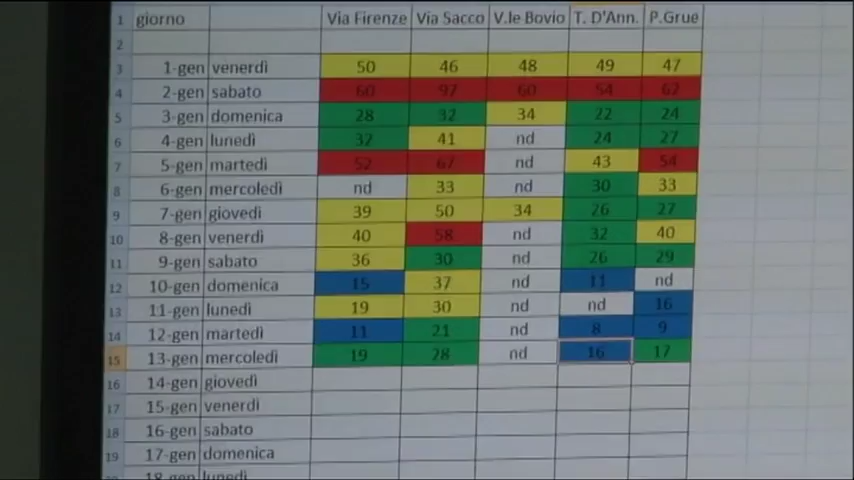 1 giorno Via Firenze Via Sacco V.le Bovio T. D'Ann. P.Grue
2
3 1-gen venerdì 50 46 48 49 47
4 2-gen sabato 60 97 60 54 62
5 3-gen domenica 28 32 34 22 24
6 4-gen lunedì 32 41 nd 24 27
7 5-gen martedì 52 67 nd 43 54
8 6-gen mercoledì nd 33 nd 30 33
9 7-gen giovedì 39 50 34 26 27
10 8-gen venerdì 40 58 nd 32 40
11 9-gen sabato 36 30 nd 26 29
12 10-gen domenica 15 37 nd 11 nd
13 11-gen lunedì 19 30 nd nd 16
14 12-gen martedì 11 21 nd 8 9
15 13-gen mercoledì 19 28 nd 16 17
16 14-gen giovedì
17 15-gen venerdì
18 16-gen sabato
19 17-gen domenica
18-gen lunedì